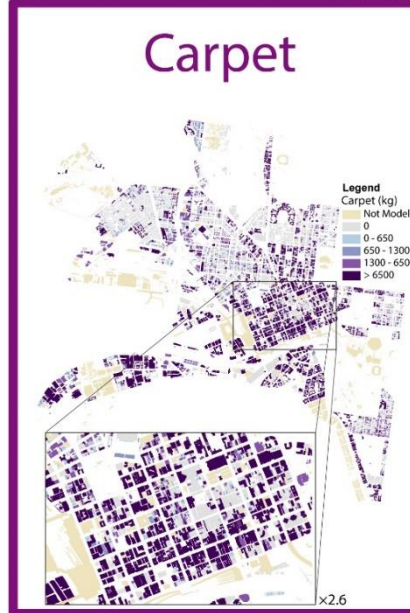 Carpet
Legend
Carpet (kg)
Not Model
0
0 - 650
650 - 1300
1300 - 650
> 6500
×2.6